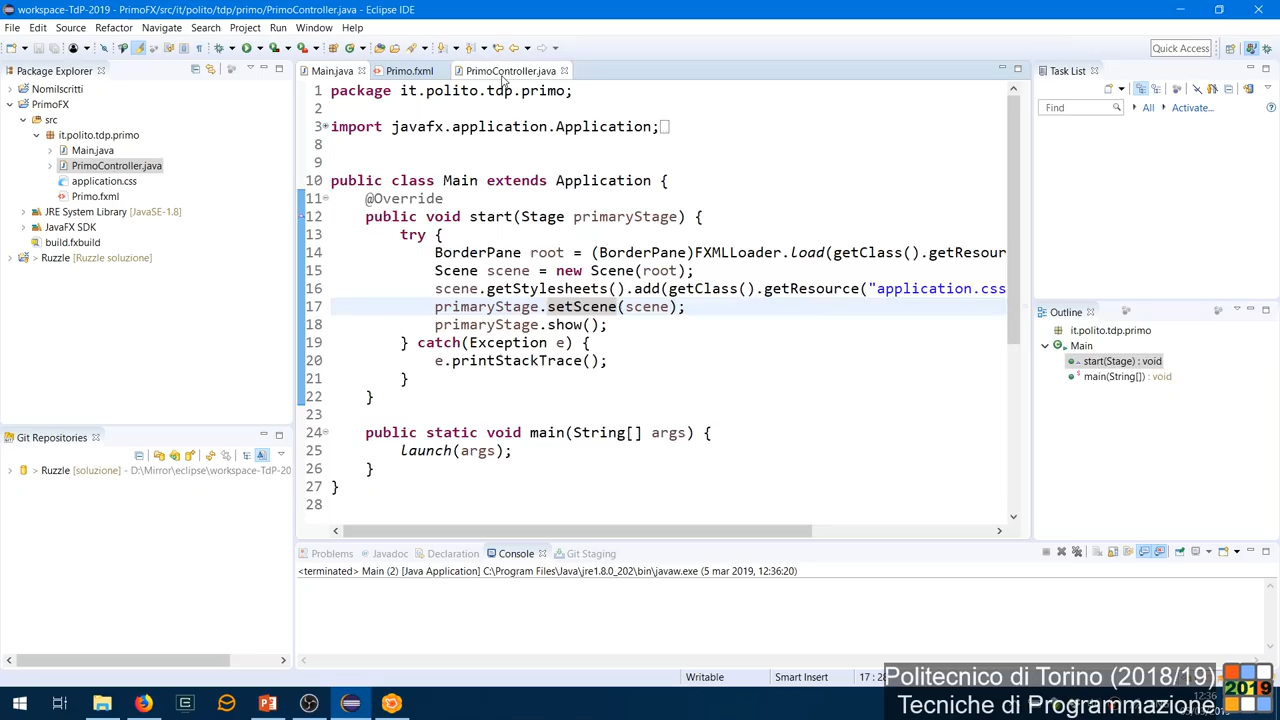 workspace-TdP-2019 - PrimoFX/src/it/polito/tdp/primo/PrimoController.java - Eclipse IDE
File Edit Source Refactor Navigate Search Project Run Window Help
Quick Access
Package Explorer
NomiIscritti
PrimoFX
src
it.polito.tdp.primo
Main.java
PrimoController.java
application.css
Primo.fxml
JRE System Library [JavaSE-1.8]
JavaFX SDK
build.fxbuild
> Ruzzle [Ruzzle soluzione]
Git Repositories
> Ruzzle [soluzione] - D:\Mirror\eclipse\workspace-TdP-20
Main.java Primo.fxml PrimoController.java
1 package it.polito.tdp.primo;
2
3 import javafx.application.Application;
8
9
10 public class Main extends Application {
11 @Override
12 public void start(Stage primaryStage) {
13 try {
14 BorderPane root = (BorderPane)FXMLLoader.load(getClass().getResour
15 Scene scene = new Scene(root);
16 scene.getStylesheets().add(getClass().getResource("application.css
17 primaryStage.setScene(scene);
18 primaryStage.show();
19 } catch(Exception e) {
20 e.printStackTrace();
21 }
22 }
23
24 public static void main(String[] args) {
25 launch(args);
26 }
27 }
28
Task List
Find All Activate...
Outline
it.polito.tdp.primo
Main
start(Stage) : void
main(String[]) : void
Problems Javadoc Declaration Console Git Staging
<terminated> Main (2) [Java Application] C:\Program Files\Java\jre1.8.0_202\bin\javaw.exe (5 mar 2019, 12:36:20)
Writable Smart Insert 17 : 28
Politecnico di Torino (2018/19)
Tecniche di Programmazione
2019
12:36